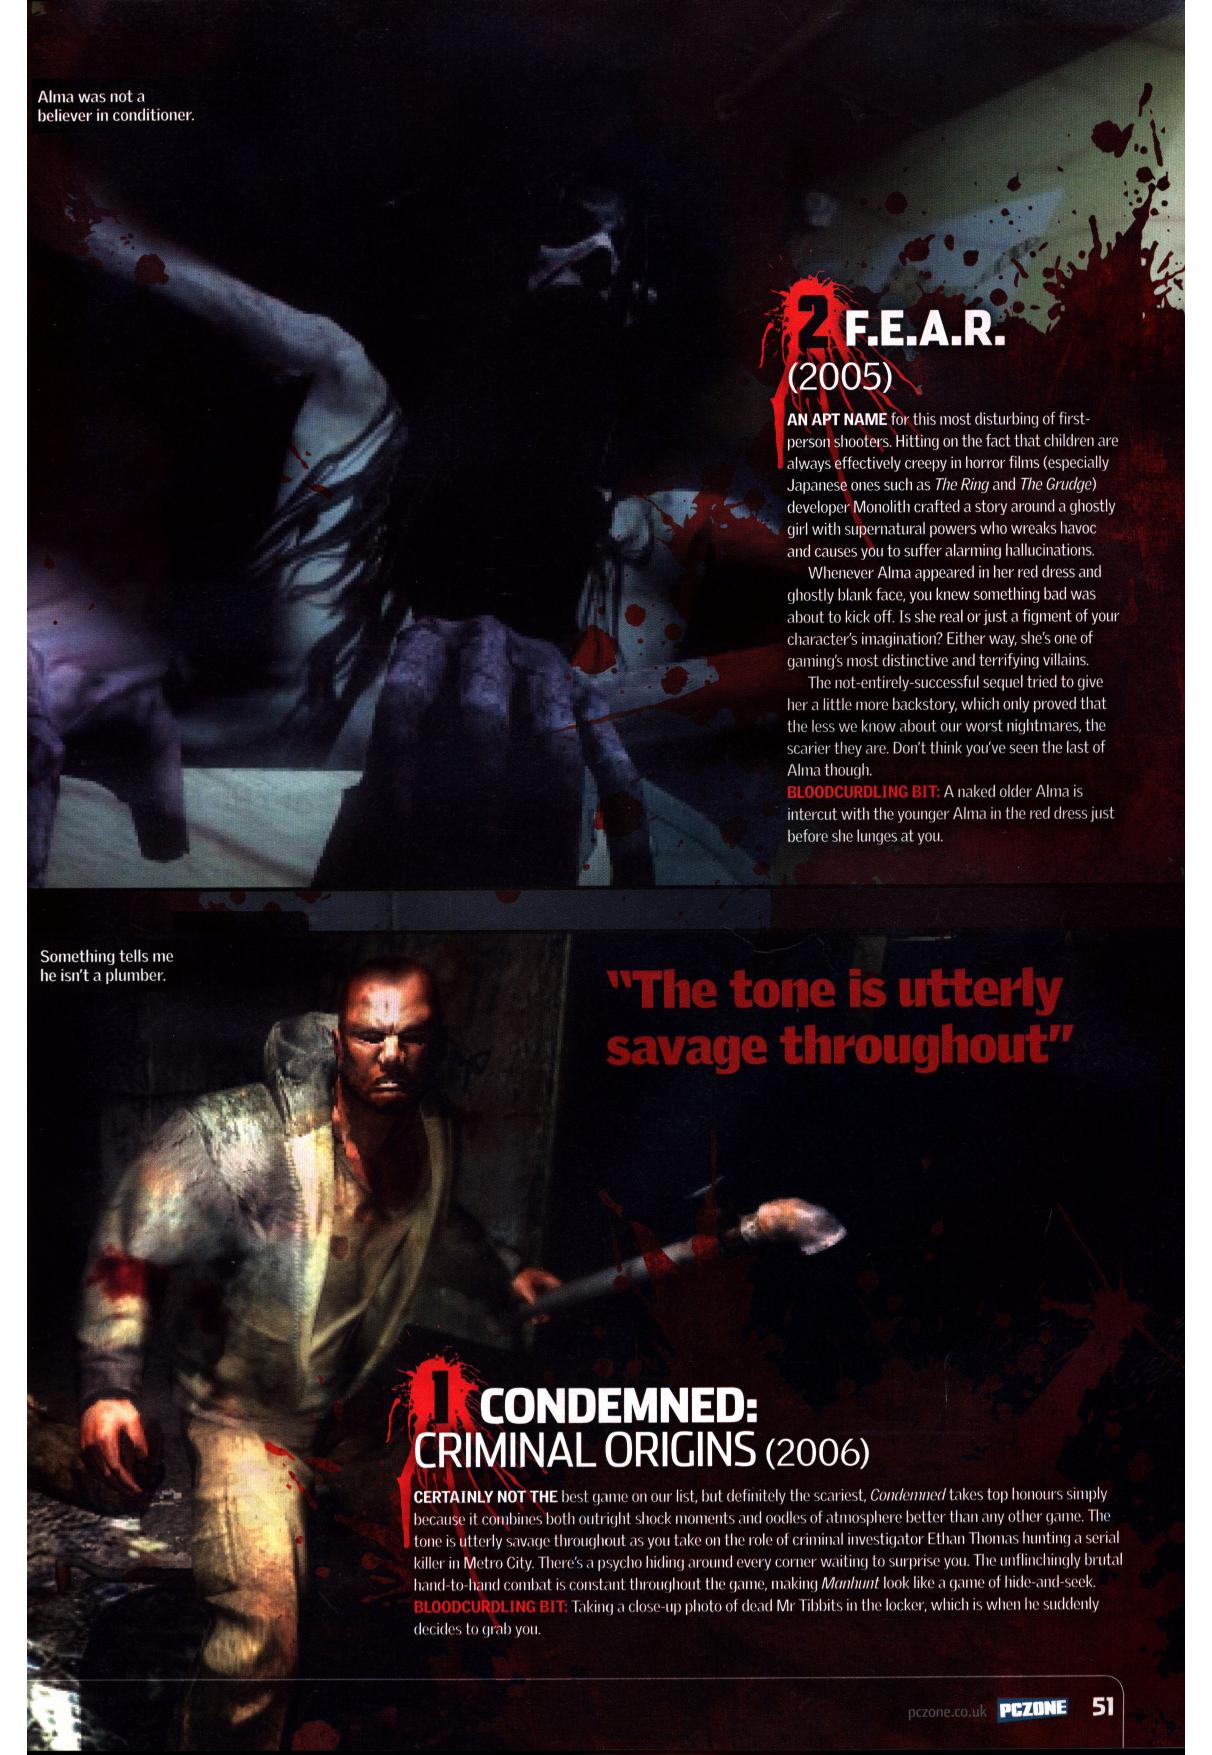 Alma was not a
believer in conditioner.
2 F.E.A.R.
(2005)
AN APT NAME for this most disturbing of first-
person shooters. Hitting on the fact that children are
always effectively creepy in horror films (especially
Japanese ones such as The Ring and The Grudge)
developer Monolith crafted a story around a ghostly
girl with supernatural powers who wreaks havoc
and causes you to suffer alarming hallucinations.
Whenever Alma appeared in her red dress and
ghostly blank face, you knew something bad was
about to kick off. Is she real or just a figment of your
character's imagination? Either way, she's one of
gaming's most distinctive and terrifying villains.
The not-entirely-successful sequel tried to give
her a little more backstory, which only proved that
the less we know about our worst nightmares, the
scarier they are. Don't think you've seen the last of
Alma though.
BLOODCURDLING BIT: A naked older Alma is
intercut with the younger Alma in the red dress just
before she lunges at you.
Something tells me
he isn't a plumber.
"The tone is utterly
savage throughout"
1 CONDEMNED:
CRIMINAL ORIGINS (2006)
CERTAINLY NOT THE best game on our list, but definitely the scariest, Condemned takes top honours simply
because it combines both outright shock moments and oodles of atmosphere better than any other game. The
tone is utterly savage throughout as you take on the role of criminal investigator Ethan Thomas hunting a serial
killer in Metro City. There's a psycho hiding around every corner waiting to surprise you. The unflinchingly brutal
hand-to-hand combat is constant throughout the game, making Manhunt look like a game of hide-and-seek.
BLOODCURDLING BIT: Taking a close-up photo of dead Mr Tibbits in the locker, which is when he suddenly
decides to grab you.
pczone.co.uk PCZONE 51